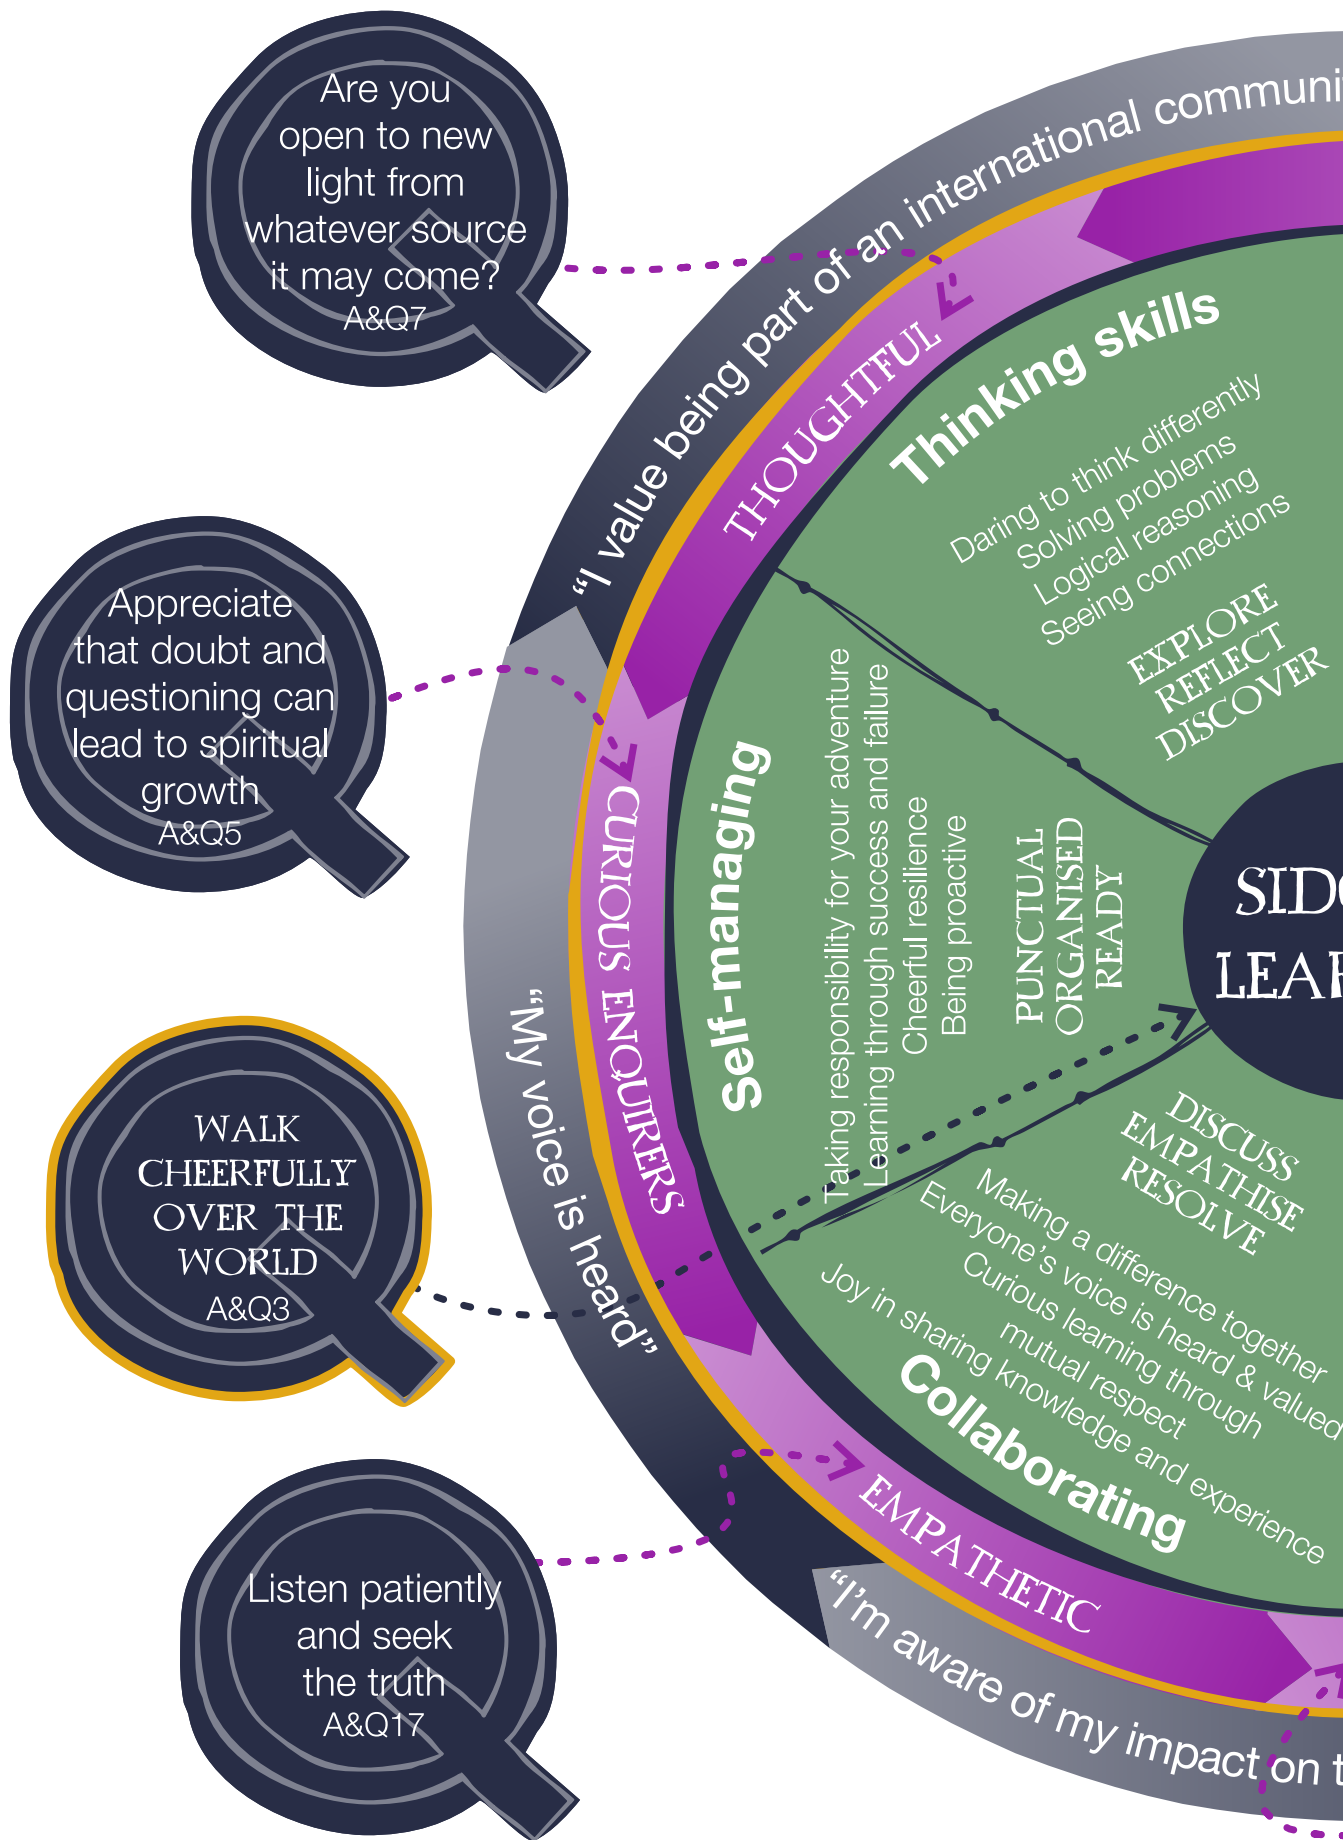 Are you
open to new
light from
whatever source
it may come?
A&Q7
Appreciate
that doubt and
questioning can
lead to spiritual
growth
A&Q5
WALK
CHEERFULLY
OVER THE
WORLD
A&Q3
Listen patiently
and seek
the truth
A&Q17
“I value being part of an international
“My voice is heard”
“I’m aware of my impact on
THOUGHTFUL
CURIOUS ENQUIRERS
EMPATHETIC
Thinking skills
Daring to think differently
Solving problems
Logical reasoning
Seeing connections
EXPLORE
REFLECT
DISCOVER
Self-managing
Taking responsibility for your adventure
Learning through success and failure
Cheerful resilience
Being proactive
PUNCTUAL
ORGANISED
READY
DISCUSS
EMPATHISE
RESOLVE
Making a difference together
Everyone’s voice is heard & valued
Curious learning through
mutual respect
Joy in sharing knowledge and experience
Collaborating